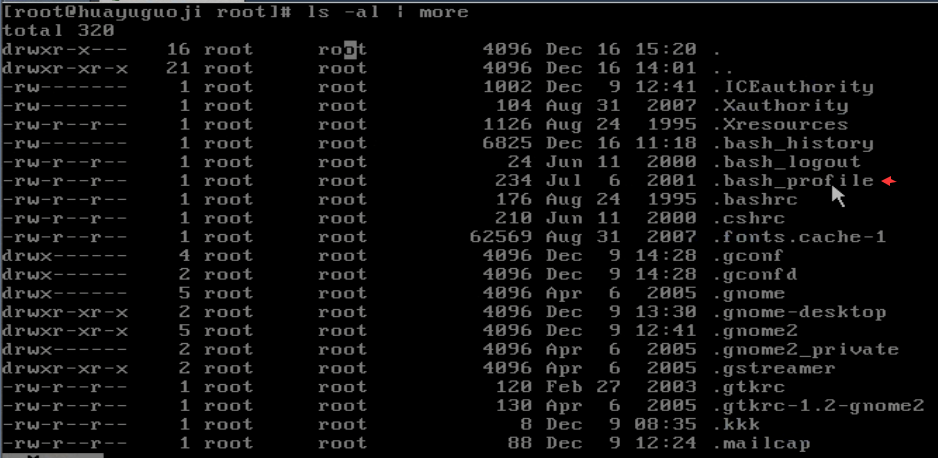 [root@huayuguoji root]# ls -al | more
total 320
drwxr-x---   16 root     root         4096 Dec 16 15:20 .
drwxr-xr-x   21 root     root         4096 Dec 16 14:01 ..
-rw-------    1 root     root         1002 Dec  9 12:41 .ICEauthority
-rw-------    1 root     root          104 Aug 31  2007 .Xauthority
-rw-r--r--    1 root     root         1126 Aug 24  1995 .Xresources
-rw-------    1 root     root         6825 Dec 16 11:18 .bash_history
-rw-r--r--    1 root     root           24 Jun 11  2000 .bash_logout
-rw-r--r--    1 root     root          234 Jul  6  2001 .bash_profile
-rw-r--r--    1 root     root          176 Aug 24  1995 .bashrc
-rw-r--r--    1 root     root          210 Jun 11  2000 .cshrc
-rw-r--r--    1 root     root        62569 Aug 31  2007 .fonts.cache-1
drwx------    4 root     root         4096 Dec  9 14:28 .gconf
drwx------    2 root     root         4096 Dec  9 14:28 .gconfd
drwx------    5 root     root         4096 Apr  6  2005 .gnome
drwxr-xr-x    2 root     root         4096 Dec  9 13:30 .gnome-desktop
drwxr-xr-x    5 root     root         4096 Dec  9 12:41 .gnome2
drwx------    2 root     root         4096 Apr  6  2005 .gnome2_private
drwxr-xr-x    2 root     root         4096 Apr  6  2005 .gstreamer
-rw-r--r--    1 root     root          120 Feb 27  2003 .gtkrc
-rw-r--r--    1 root     root          130 Apr  6  2005 .gtkrc-1.2-gnome2
-rw-r--r--    1 root     root            8 Dec  9 08:35 .kkk
-rw-r--r--    1 root     root           88 Dec  9 12:24 .mailcap